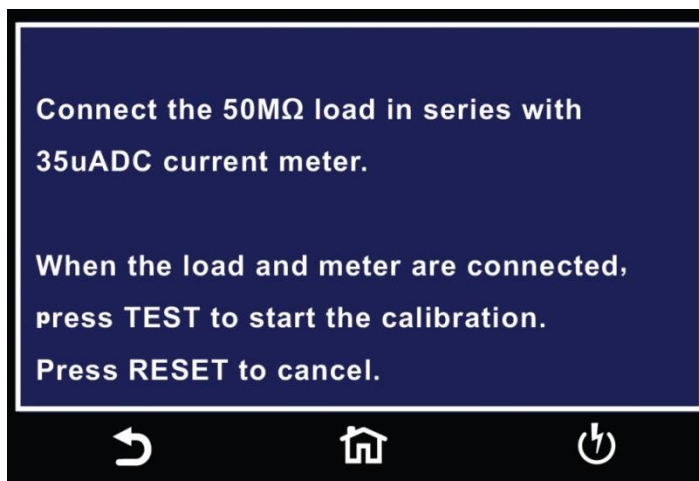 Connect the 50MΩ load in series with
35uADC current meter.
When the load and meter are connected,
press TEST to start the calibration.
Press RESET to cancel.